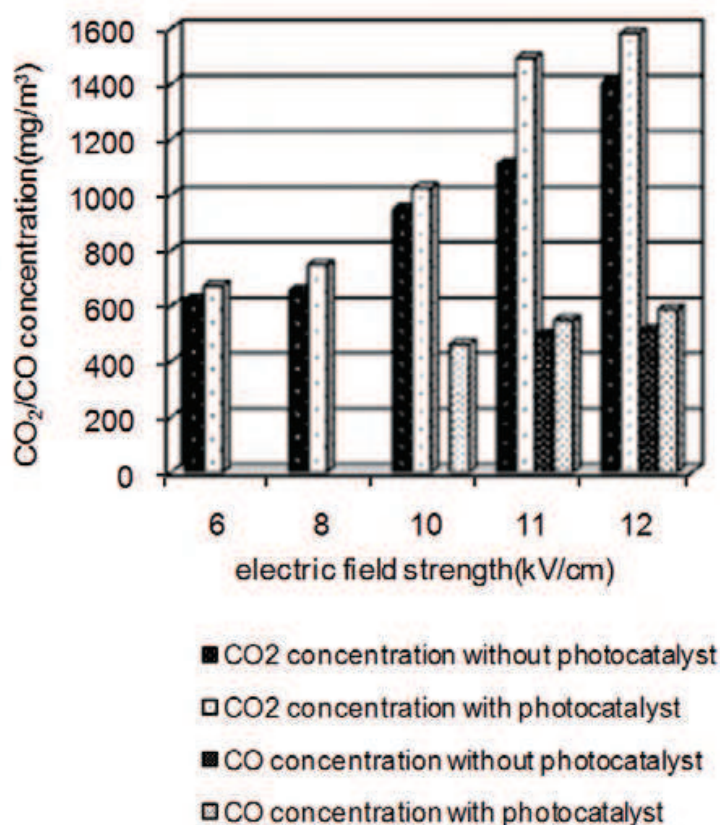 CO₂/CO concentration(mg/m³)
1600
1400
1200
1000
800
600
400
200
0
6 8 10 11 12
electric field strength(kV/cm)
CO2 concentration without photocatalyst
CO2 concentration with photocatalyst
CO concentration without photocatalyst
CO concentration with photocatalyst